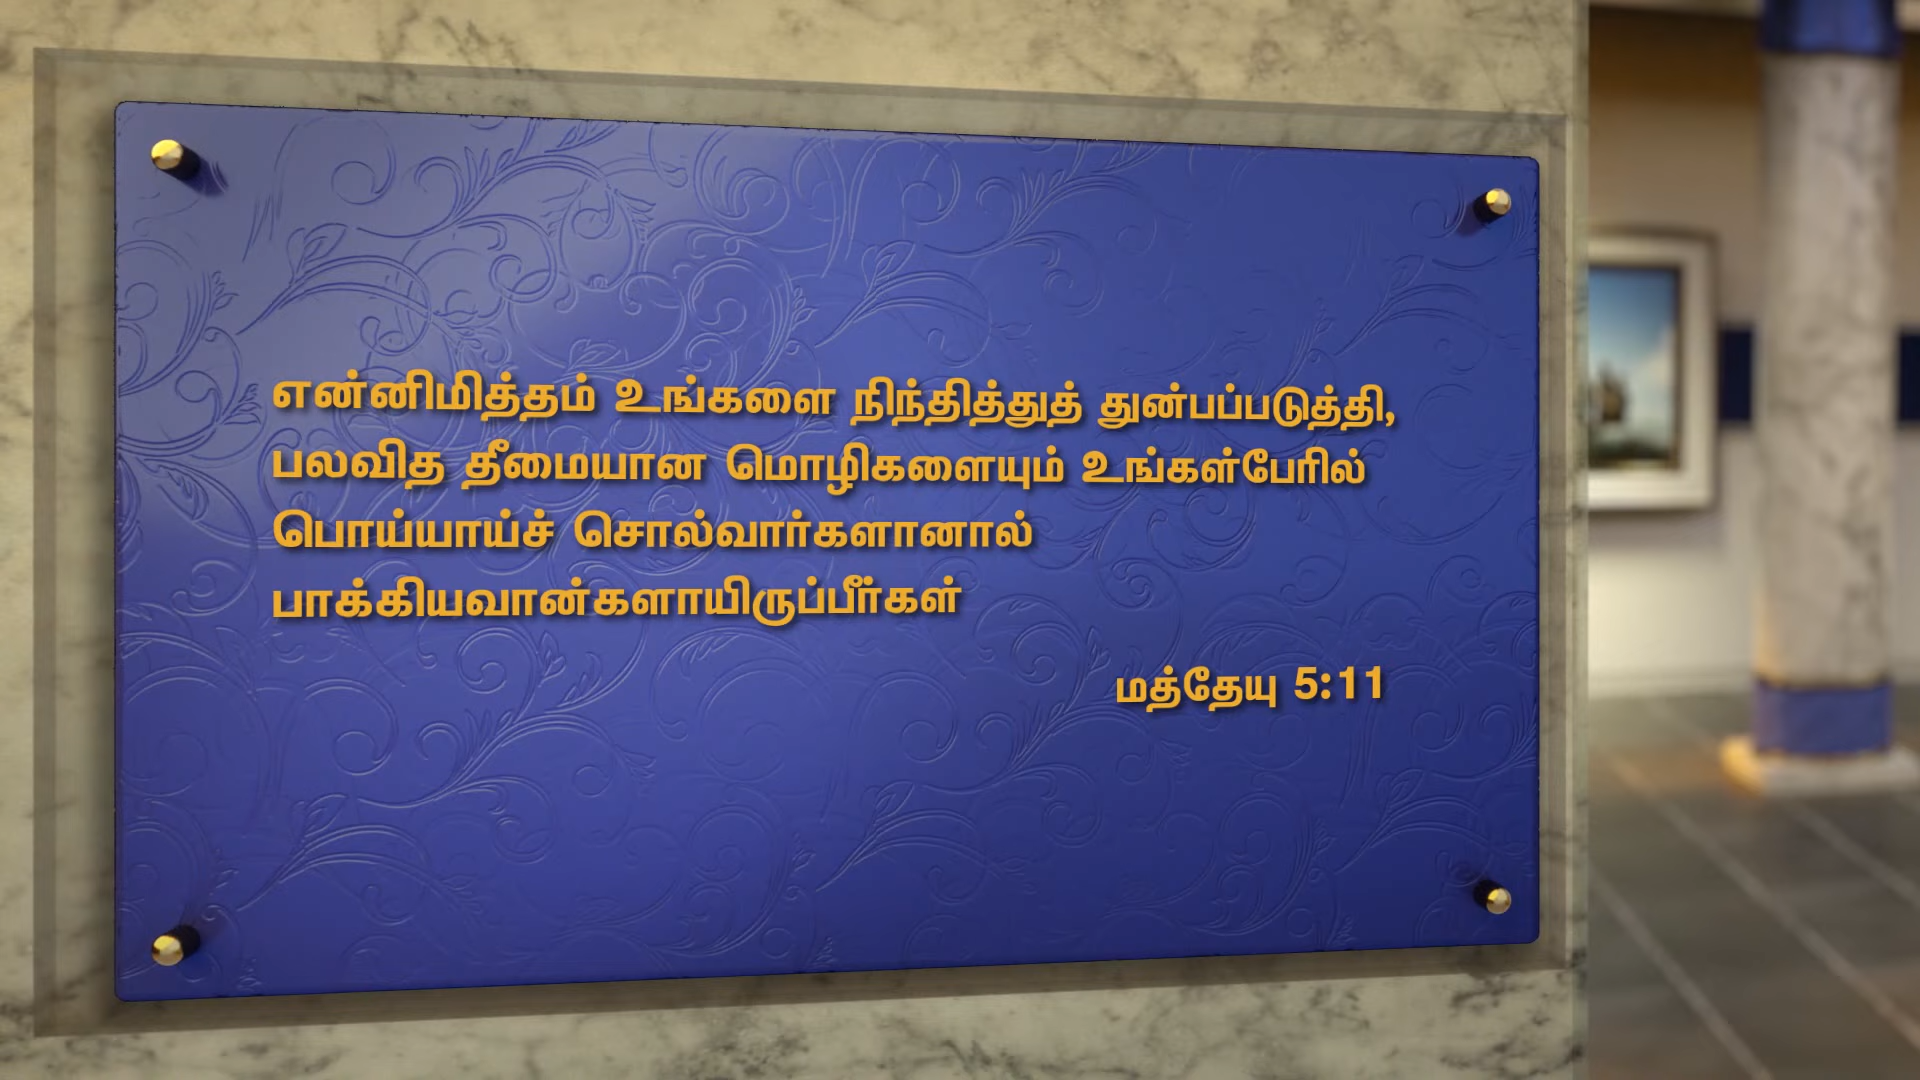 என்னிமித்தம் உங்களை நிந்தித்துத் துன்பப்படுத்தி,
பலவித தீமையான மொழிகளையும் உங்கள்பேரில்
பொய்யாய்ச் சொல்வார்களானால்
பாக்கியவான்களாயிருப்பீர்கள்
மத்தேயு 5:11